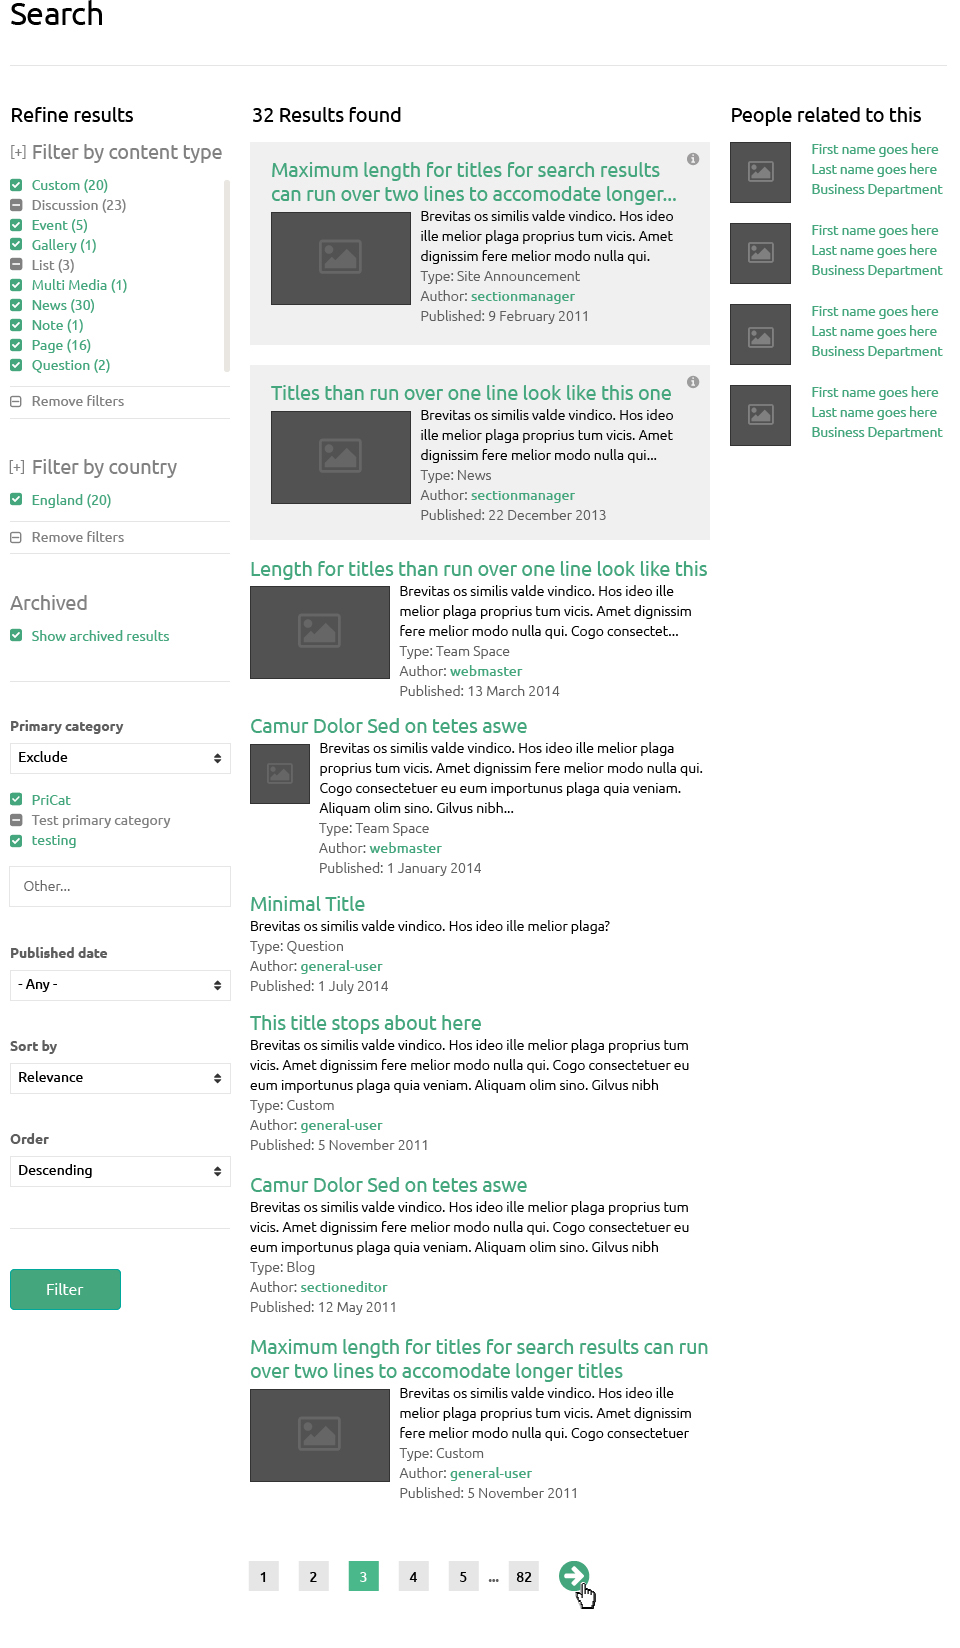 Search
Refine results
[+] Filter by content type
Custom (20)
Discussion (23)
Event (5)
Gallery (1)
List (3)
Multi Media (1)
News (30)
Note (1)
Page (16)
Question (2)
Remove filters
[+] Filter by country
England (20)
Remove filters
Archived
Show archived results
Primary category
Exclude
PriCat
Test primary category
testing
Other...
Published date
- Any -
Sort by
Relevance
Order
Descending
Filter
32 Results found
Maximum length for titles for search results
can run over two lines to accomodate longer...
Brevitas os similis valde vindico. Hos ideo
ille melior plaga proprius tum vicis. Amet
dignissim fere melior modo nulla qui.
Type: Site Announcement
Author: sectionmanager
Published: 9 February 2011
Titles than run over one line look like this one
Brevitas os similis valde vindico. Hos ideo
ille melior plaga proprius tum vicis. Amet
dignissim fere melior modo nulla qui...
Type: News
Author: sectionmanager
Published: 22 December 2013
Length for titles than run over one line look like this
Brevitas os similis valde vindico. Hos ideo ille
melior plaga proprius tum vicis. Amet dignissim
fere melior modo nulla qui. Cogo consectet...
Type: Team Space
Author: webmaster
Published: 13 March 2014
Camur Dolor Sed on tetes aswe
Brevitas os similis valde vindico. Hos ideo ille melior plaga
proprius tum vicis. Amet dignissim fere melior modo nulla qui.
Cogo consectetuer eu eum importunus plaga quia veniam.
Aliquam olim sino. Gilvus nibh...
Type: Team Space
Author: webmaster
Published: 1 January 2014
Minimal Title
Brevitas os similis valde vindico. Hos ideo ille melior plaga?
Type: Question
Author: general-user
Published: 1 July 2014
This title stops about here
Brevitas os similis valde vindico. Hos ideo ille melior plaga proprius tum
vicis. Amet dignissim fere melior modo nulla qui. Cogo consectetuer eu
eum importunus plaga quia veniam. Aliquam olim sino. Gilvus nibh
Type: Custom
Author: general-user
Published: 5 November 2011
Camur Dolor Sed on tetes aswe
Brevitas os similis valde vindico. Hos ideo ille melior plaga proprius tum
vicis. Amet dignissim fere melior modo nulla qui. Cogo consectetuer eu
eum importunus plaga quia veniam. Aliquam olim sino. Gilvus nibh
Type: Blog
Author: sectioneditor
Published: 12 May 2011
Maximum length for titles for search results can run
over two lines to accomodate longer titles
Brevitas os similis valde vindico. Hos ideo ille
melior plaga proprius tum vicis. Amet dignissim
fere melior modo nulla qui. Cogo consectetuer
Type: Custom
Author: general-user
Published: 5 November 2011
1 2 3 4 5 ... 82
People related to this
First name goes here
Last name goes here
Business Department
First name goes here
Last name goes here
Business Department
First name goes here
Last name goes here
Business Department
First name goes here
Last name goes here
Business Department